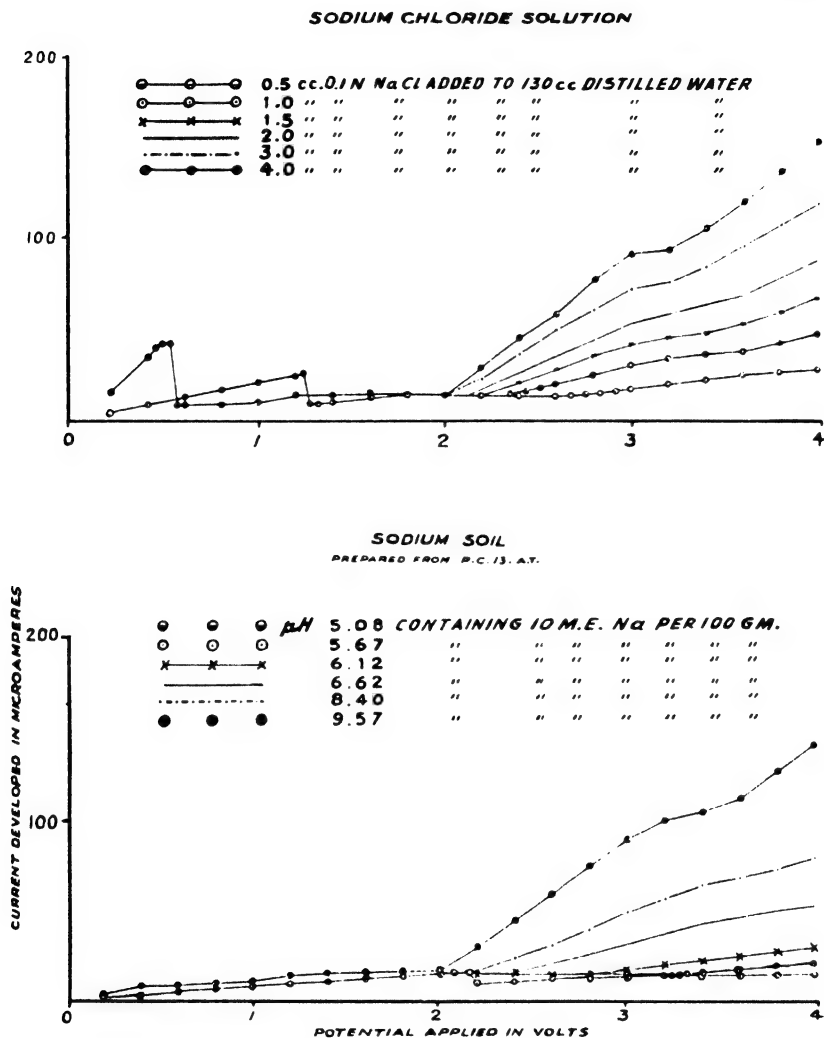 SODIUM CHLORIDE SOLUTION
200
0.5 cc. 0.1 N NaCl ADDED TO 130 cc DISTILLED WATER
1.0 " " " " " " " "
1.5 " " " " " " " "
2.0 " " " " " " " "
3.0 " " " " " " " "
4.0 " " " " " " " "
100
0 1 2 3 4
SODIUM SOIL
PREPARED FROM P.C. 13. A.T.
CURRENT DEVELOPED IN MICROAMPERES
200
pH 5.08 CONTAINING 10 M.E. Na PER 100 GM.
5.67 " " " " " " "
6.12 " " " " " " "
6.62 " " " " " " "
8.40 " " " " " " "
9.57 " " " " " " "
100
0 1 2 3 4
POTENTIAL APPLIED IN VOLTS